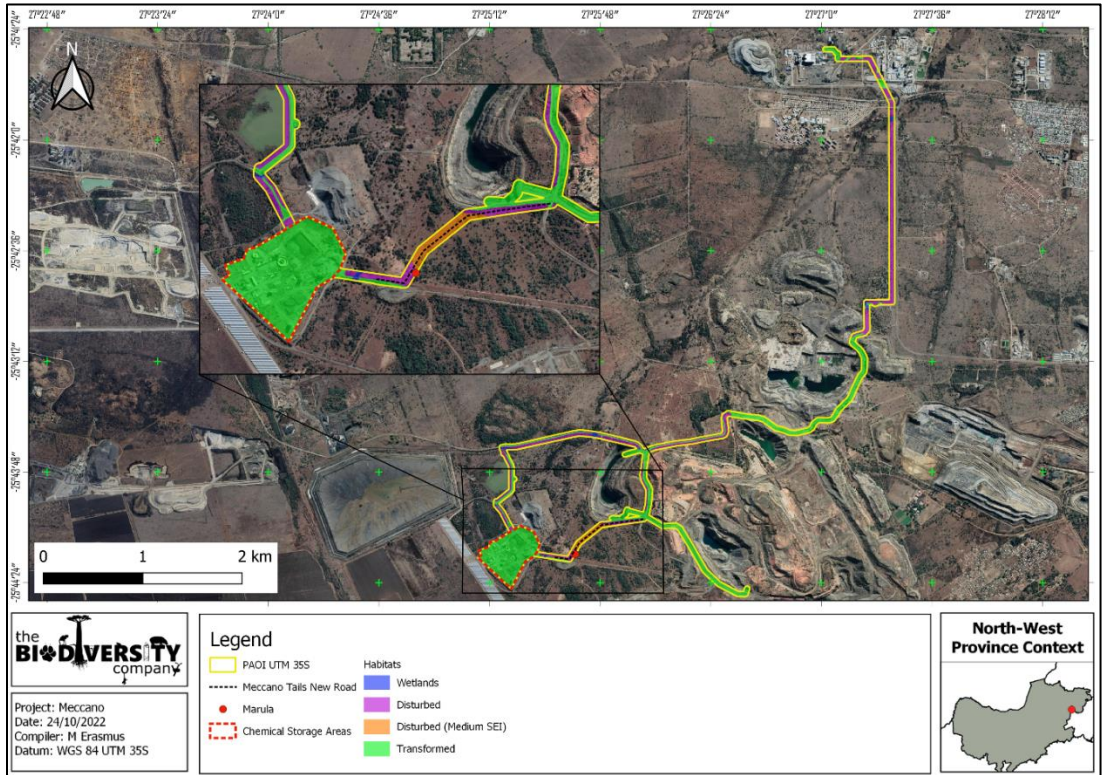 27°22'48" 27°23'24" 27°24'0" 27°24'36" 27°25'12" 27°25'48" 27°26'24" 27°27'0" 27°27'36" 27°28'12"
-25°41'24"
-25°42'0"
-25°42'36"
-25°43'12"
-25°43'48"
-25°44'24"
N
0 1 2 km
the
BIODIVERSITY
company
Project: Meccano
Date: 24/10/2022
Compiler: M Erasmus
Datum: WGS 84 UTM 35S
Legend
PAOI UTM 35S
Meccano Tails New Road
Marula
Chemical Storage Areas
Habitats
Wetlands
Disturbed
Disturbed (Medium SEI)
Transformed
North-West
Province Context